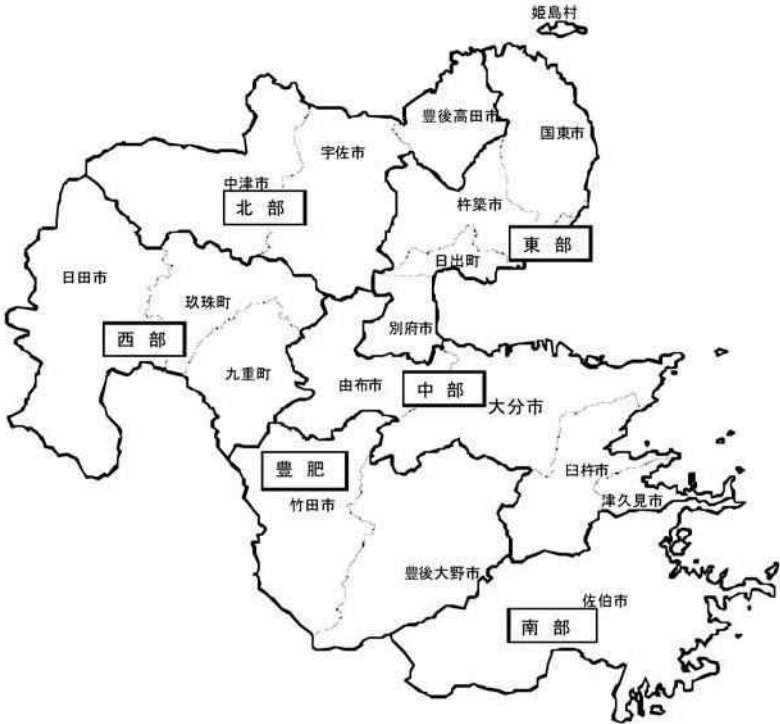 姫島村
豊後高田市
国東市
宇佐市
中津市
北部
杵築市
東部
日出町
日田市
玖珠町
別府市
西部
九重町
由布市
中部
大分市
豊肥
臼杵市
竹田市
津久見市
豊後大野市
佐伯市
南部